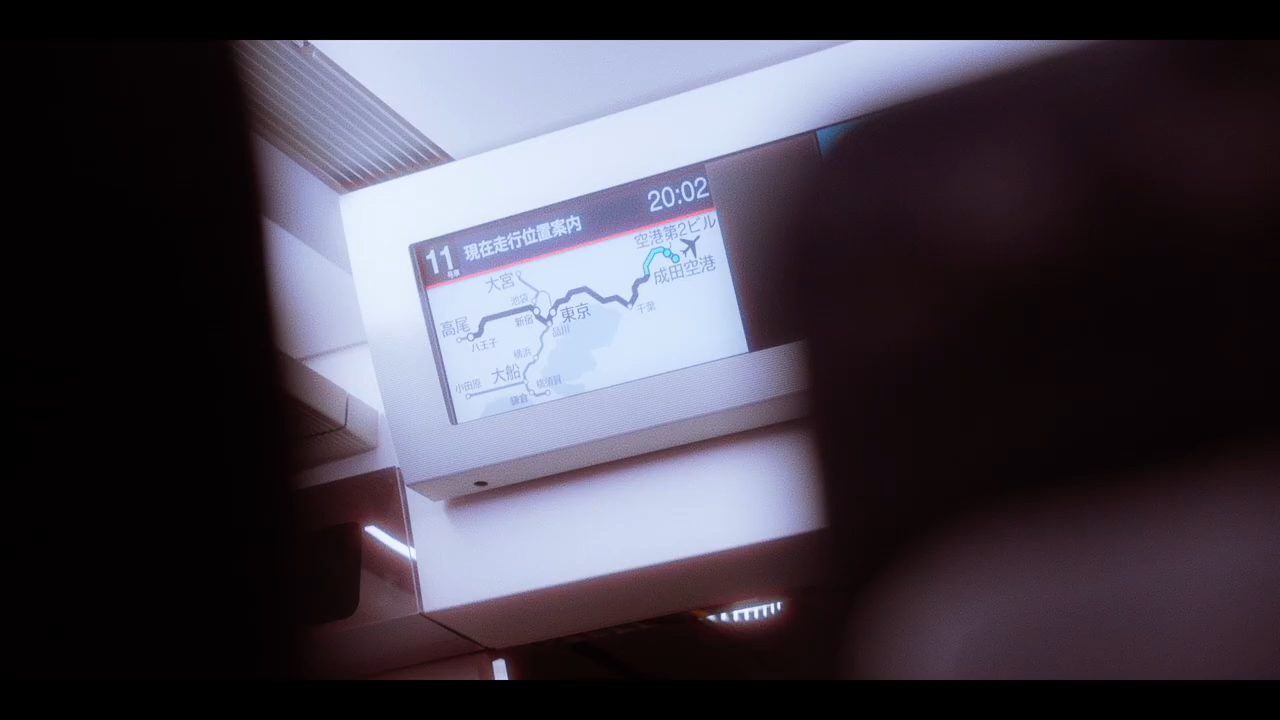 20:02
11号車 現在走行位置案内
空港第2ビル
大宮
成田空港
池袋
高尾
新宿
東京
千葉
品川
八王子
横浜
大船
小田原
横須賀
鎌倉